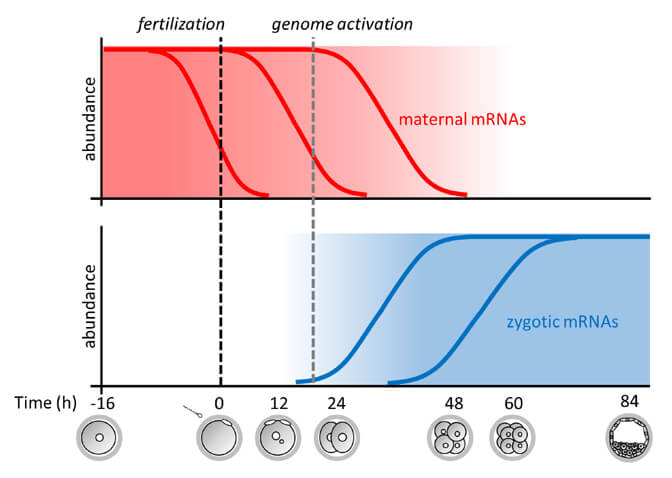 fertilization genome activation
abundance
maternal mRNAs
abundance
zygotic mRNAs
Time (h) -16 0 12 24 48 60 84